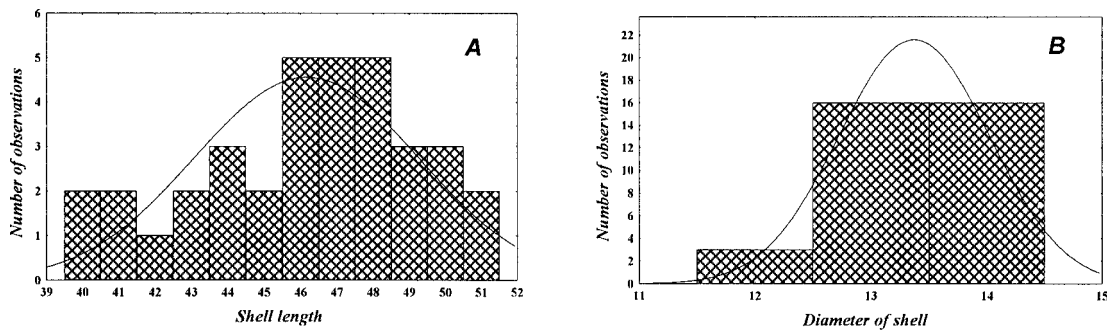 A
Number of observations
6
5
4
3
2
1
0
39 40 41 42 43 44 45 46 47 48 49 50 51 52
Shell length
B
Number of observations
22
20
18
16
14
12
10
8
6
4
2
0
11 12 13 14 15
Diameter of shell